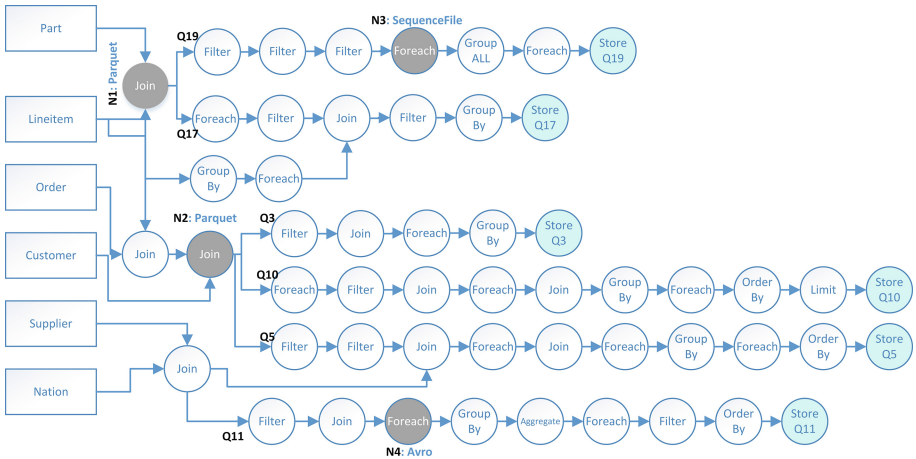 Part
Lineitem
Order
Customer
Supplier
Nation
N1: Parquet
Join
Q19
Filter
Filter
Filter
N3: SequenceFile
Foreach
Group
ALL
Foreach
Store
Q19
Q17
Foreach
Filter
Join
Filter
Group
By
Store
Q17
Group
By
Foreach
Join
N2: Parquet
Join
Q3
Filter
Join
Foreach
Group
By
Store
Q3
Q10
Foreach
Filter
Join
Foreach
Join
Group
By
Foreach
Order
By
Limit
Store
Q10
Q5
Filter
Filter
Join
Foreach
Join
Foreach
Group
By
Foreach
Order
By
Store
Q5
Join
Q11
Filter
Join
Foreach
N4: Avro
Group
By
Aggregate
Foreach
Filter
Order
By
Store
Q11